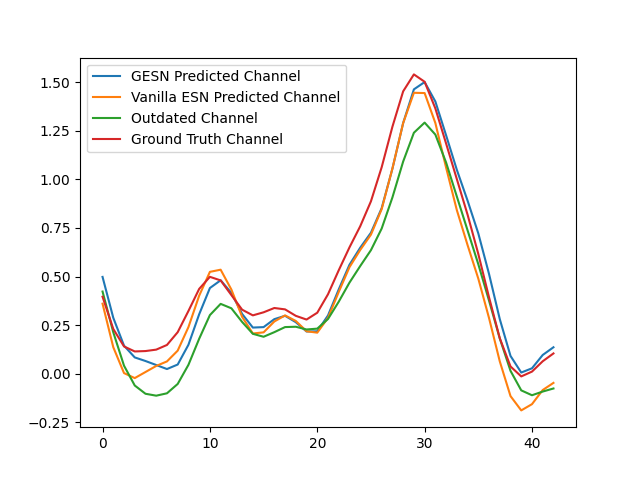 GESN Predicted Channel
Vanilla ESN Predicted Channel
Outdated Channel
Ground Truth Channel
1.50
1.25
1.00
0.75
0.50
0.25
0.00
−0.25
0 10 20 30 40